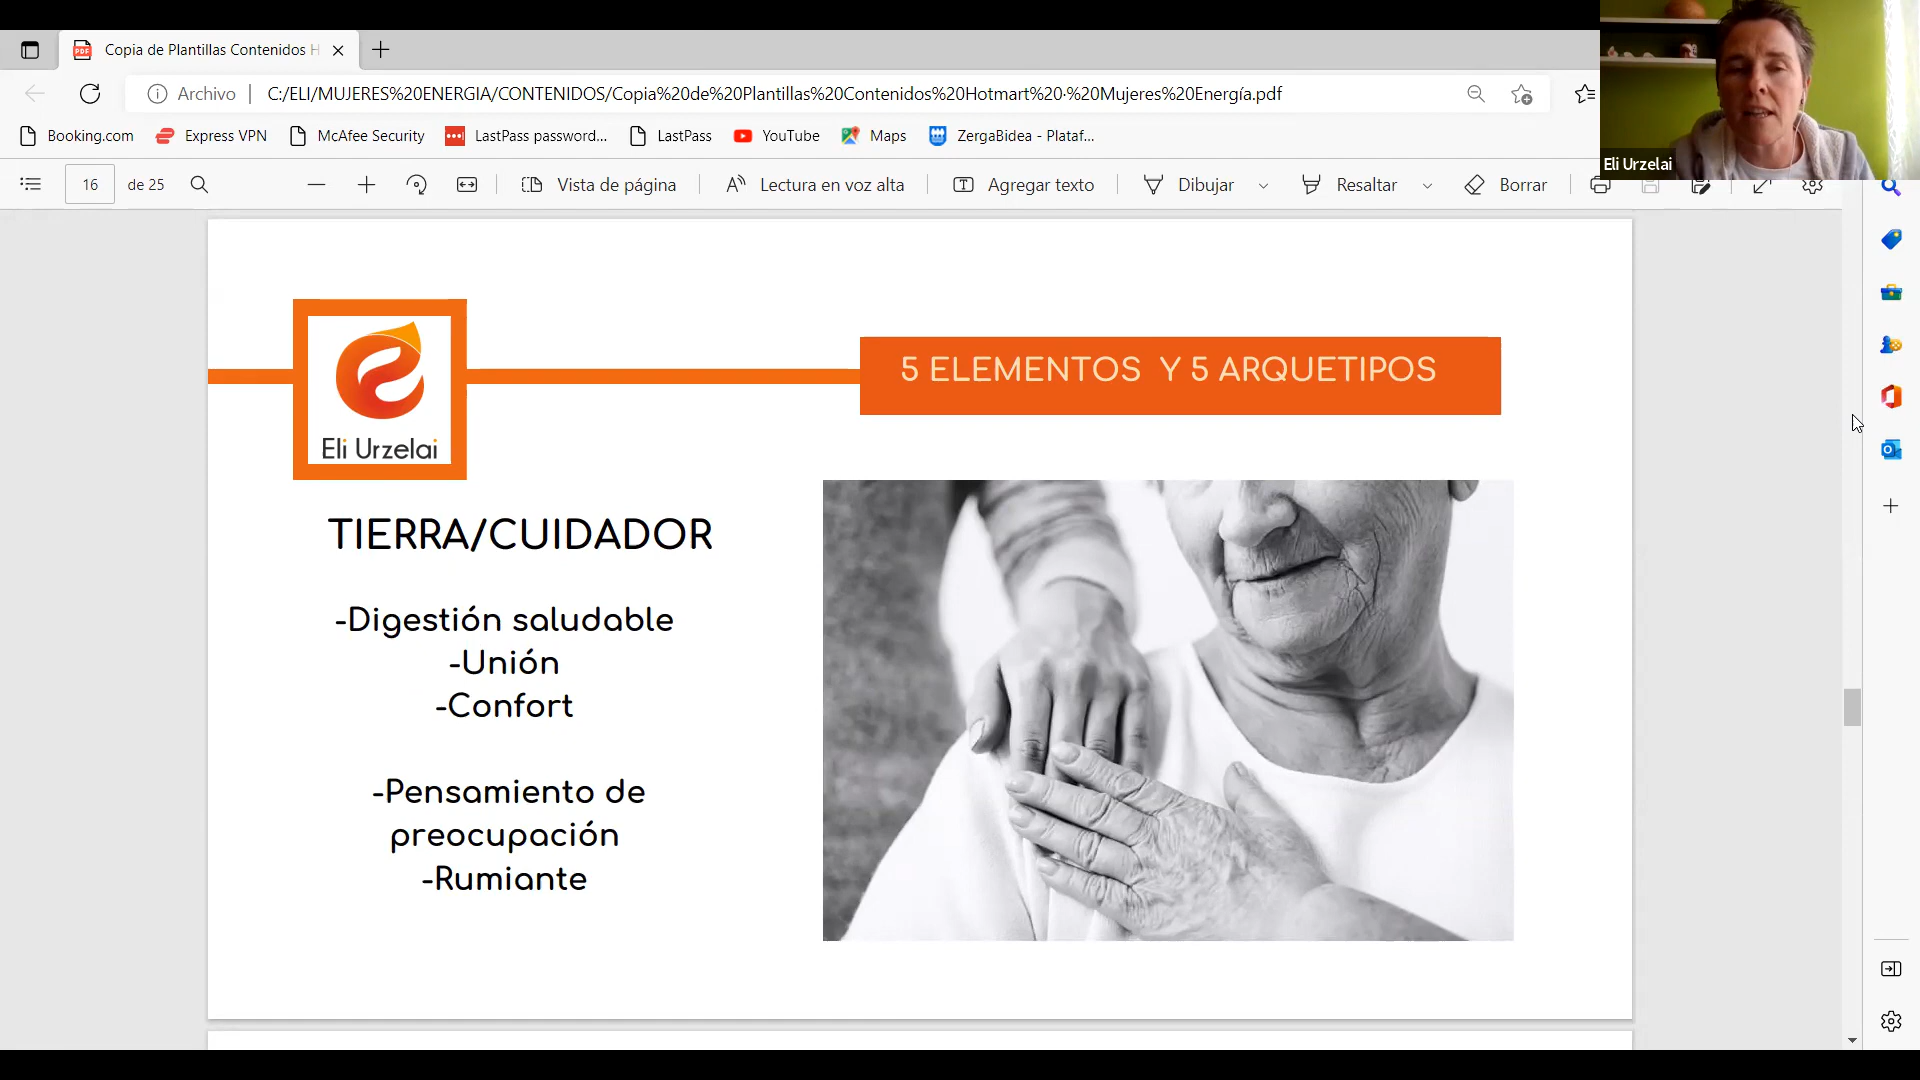 Copia de Plantillas Contenidos H
Archivo
C:/ELI/MUJERES%20ENERGIA/CONTENIDOS/Copia%20de%20Plantillas%20Contenidos%20Hotmart%20·%20Mujeres%20Energía.pdf
Booking.com
Express VPN
McAfee Security
LastPass password...
LastPass
YouTube
Maps
ZergaBidea - Plataf...
16
de 25
Vista de página
Lectura en voz alta
Agregar texto
Dibujar
Resaltar
Borrar
Eli Urzelai
5 ELEMENTOS Y 5 ARQUETIPOS
Eli Urzelai
TIERRA/CUIDADOR
-Digestión saludable
-Unión
-Confort
-Pensamiento de
preocupación
-Rumiante